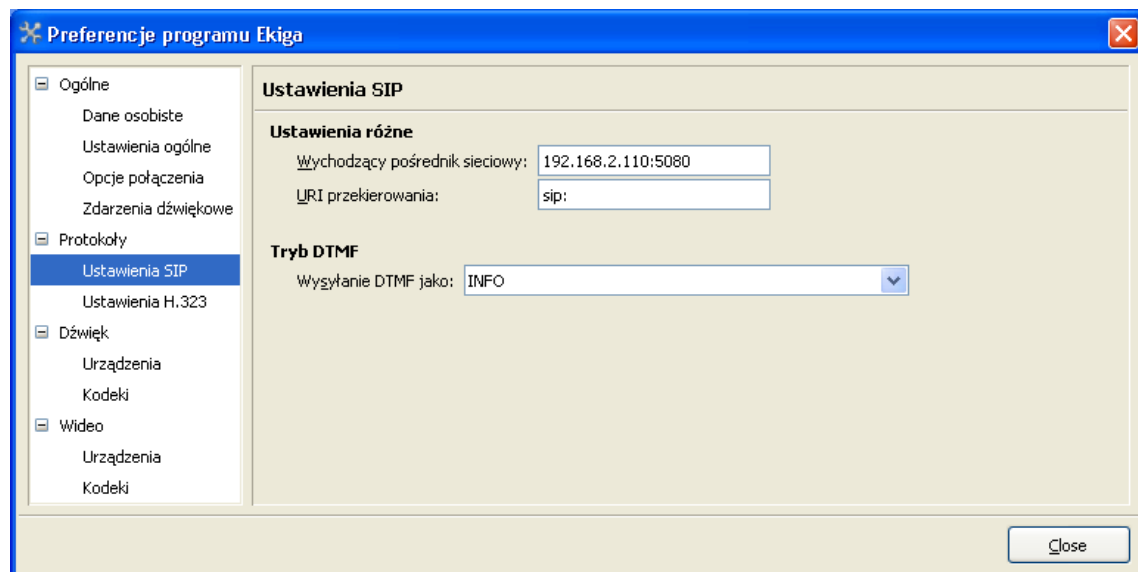 Preferencje programu Ekiga
Ogólne
Dane osobiste
Ustawienia ogólne
Opcje połączenia
Zdarzenia dźwiękowe
Protokoły
Ustawienia SIP
Ustawienia H.323
Dźwięk
Urządzenia
Kodeki
Wideo
Urządzenia
Kodeki
Ustawienia SIP
Ustawienia różne
Wychodzący pośrednik sieciowy: 192.168.2.110:5080
URI przekierowania: sip:
Tryb DTMF
Wysyłanie DTMF jako: INFO
Close